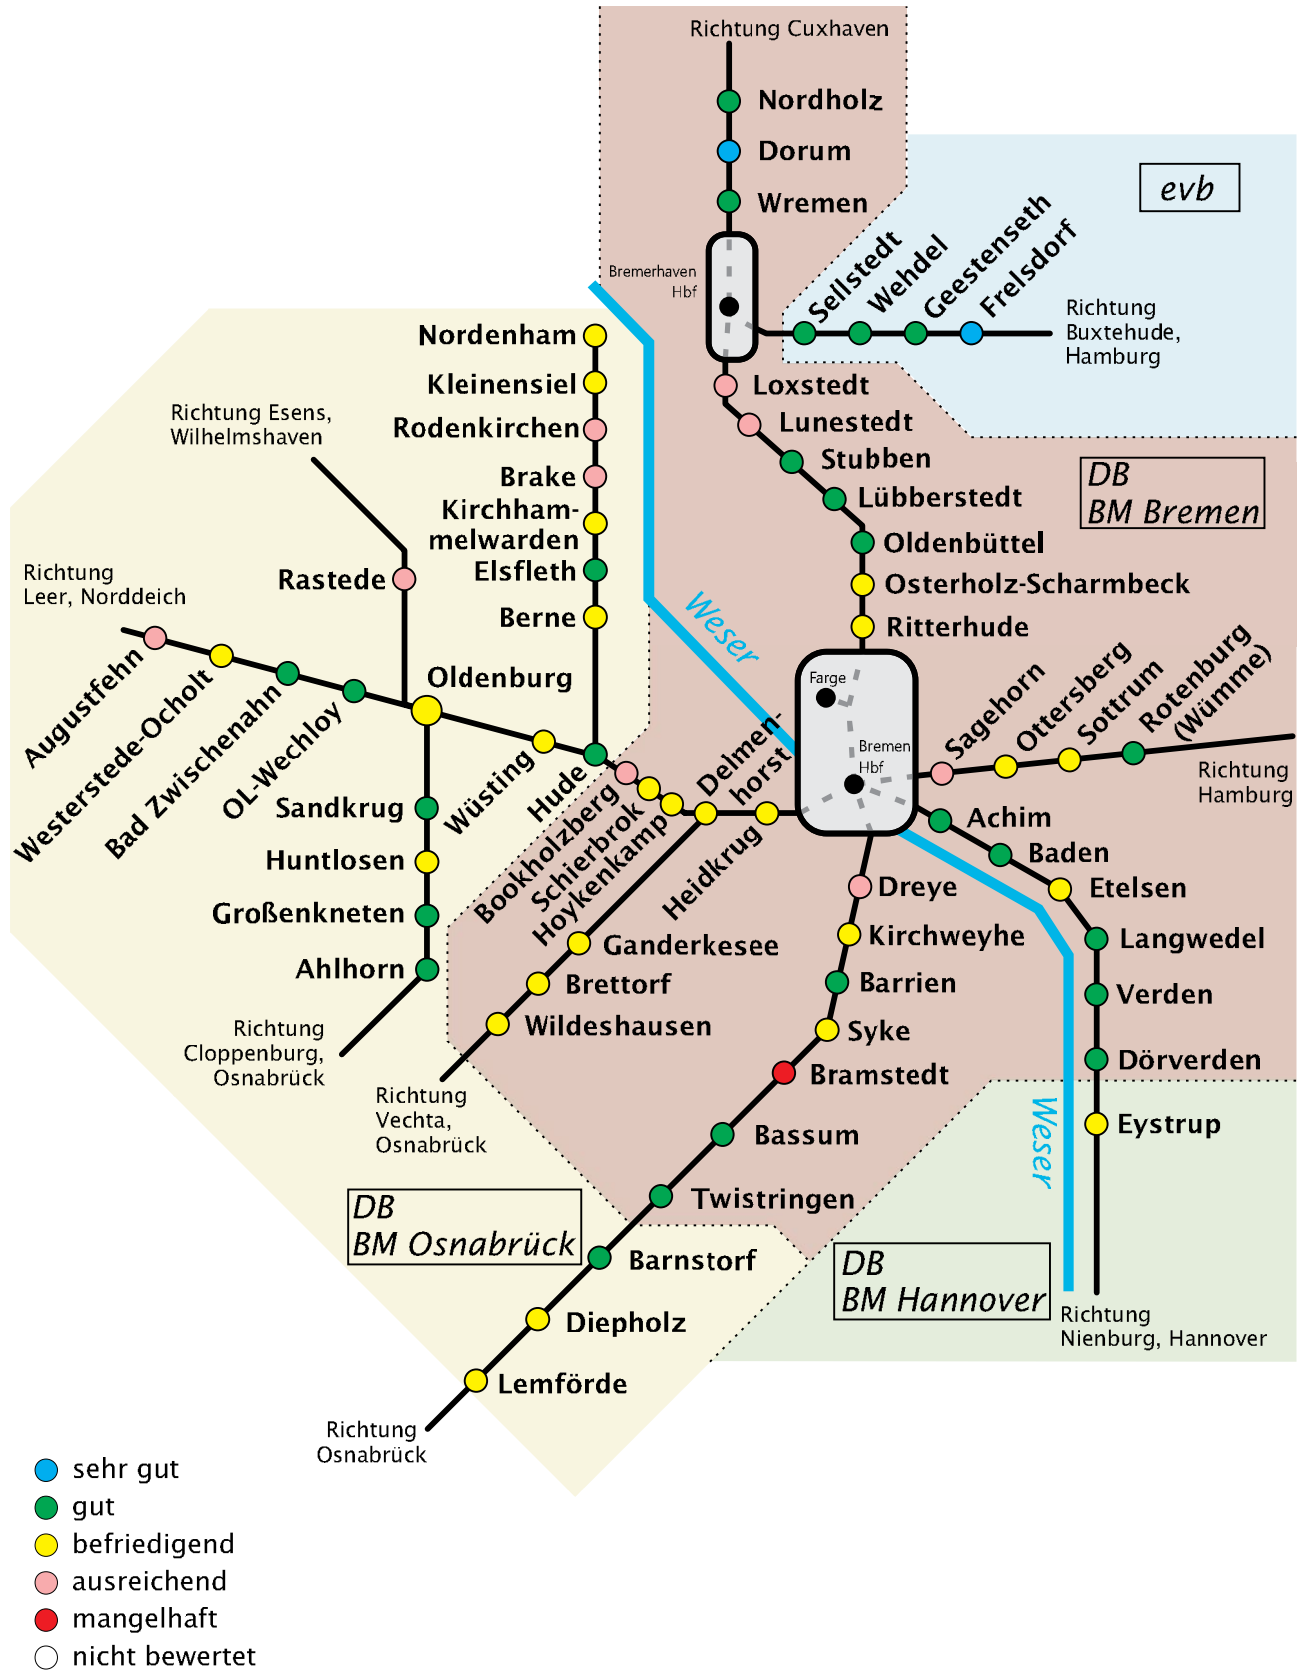 Richtung Cuxhaven
Nordholz
Dorum
Wremen
evb
Bremerhaven
Hbf
Sellstedt
Wehdel
Geestenseth
Frelsdorf
Richtung
Buxtehude,
Hamburg
Nordenham
Kleinensiel
Rodenkirchen
Brake
Kirchham-
melwarden
Elsfleth
Berne
Loxstedt
Lunestedt
Stubben
Lübberstedt
Oldenbüttel
Osterholz-Scharmbeck
Ritterhude
DB
BM Bremen
Richtung Esens,
Wilhelmshaven
Rastede
Richtung
Leer, Norddeich
Augustfehn
Westerstede-Ocholt
Bad Zwischenahn
OL-Wechloy
Oldenburg
Wüsting
Hude
Weser
Bookholzberg
Schierbrok
Hoykenkamp
Delmen-
horst
Heidkrug
Farge
Bremen
Hbf
Sagehorn
Ottersberg
Sottrum
Rotenburg
(Wümme)
Richtung
Hamburg
Sandkrug
Huntlosen
Großenkneten
Ahlhorn
Richtung
Cloppenburg,
Osnabrück
Ganderkesee
Brettorf
Wildeshausen
Richtung
Vechta,
Osnabrück
Dreye
Kirchweyhe
Barrien
Syke
Bramstedt
Bassum
Twistringen
Barnstorf
Diepholz
Lemförde
Richtung
Osnabrück
Achim
Baden
Etelsen
Langwedel
Verden
Dörverden
Eystrup
Weser
Richtung
Nienburg, Hannover
DB
BM Osnabrück
DB
BM Hannover
sehr gut
gut
befriedigend
ausreichend
mangelhaft
nicht bewertet